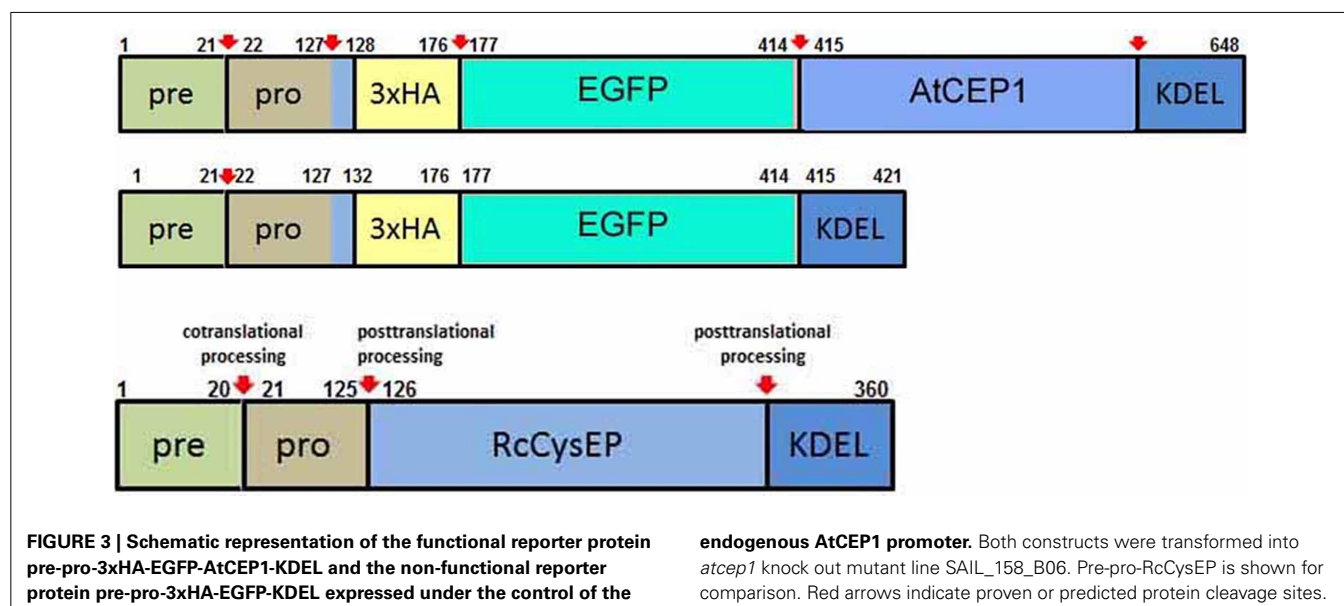 1 21 22 127 128 176 177 414 415 648
pre pro 3xHA EGFP AtCEP1 KDEL
1 21 22 127 132 176 177 414 415 421
pre pro 3xHA EGFP KDEL
cotranslational posttranslational posttranslational
processing processing processing
1 20 21 125 126 360
pre pro RcCysEP KDEL
FIGURE 3 | Schematic representation of the functional reporter protein
pre-pro-3xHA-EGFP-AtCEP1-KDEL and the non-functional reporter
protein pre-pro-3xHA-EGFP-KDEL expressed under the control of the
endogenous AtCEP1 promoter. Both constructs were transformed into
atcep1 knock out mutant line SAIL_158_B06. Pre-pro-RcCysEP is shown for
comparison. Red arrows indicate proven or predicted protein cleavage sites.